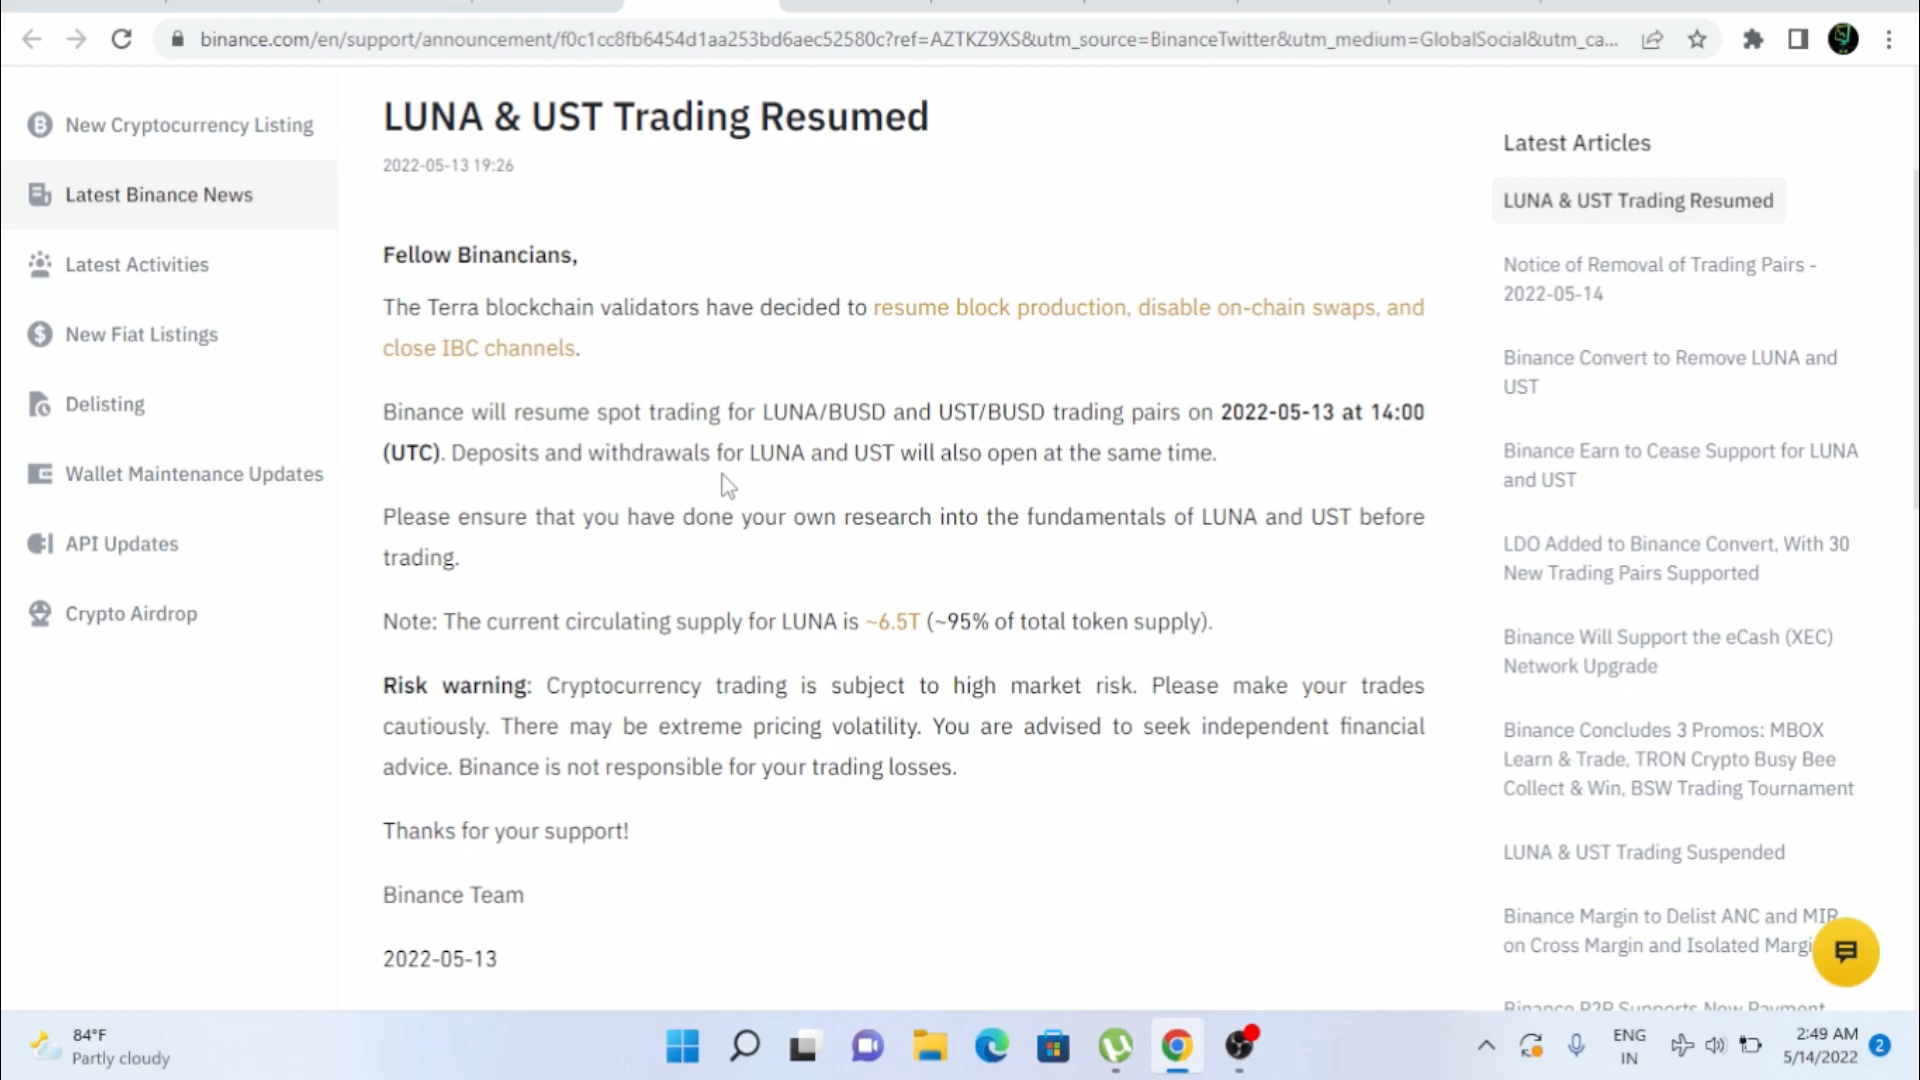 binance.com/en/support/announcement/f0c1cc8fb6454d1aa253bd6aec52580c?ref=AZTKZ9XS&utm_source=BinanceTwitter&utm_medium=GlobalSocial&utm_ca...
New Cryptocurrency Listing
Latest Binance News
Latest Activities
New Fiat Listings
Delisting
Wallet Maintenance Updates
API Updates
Crypto Airdrop
LUNA & UST Trading Resumed
2022-05-13 19:26
Fellow Binancians,
The Terra blockchain validators have decided to resume block production, disable on-chain swaps, and
close IBC channels.
Binance will resume spot trading for LUNA/BUSD and UST/BUSD trading pairs on 2022-05-13 at 14:00
(UTC). Deposits and withdrawals for LUNA and UST will also open at the same time.
Please ensure that you have done your own research into the fundamentals of LUNA and UST before
trading.
Note: The current circulating supply for LUNA is ~6.5T (~95% of total token supply).
Risk warning: Cryptocurrency trading is subject to high market risk. Please make your trades
cautiously. There may be extreme pricing volatility. You are advised to seek independent financial
advice. Binance is not responsible for your trading losses.
Thanks for your support!
Binance Team
2022-05-13
Latest Articles
LUNA & UST Trading Resumed
Notice of Removal of Trading Pairs -
2022-05-14
Binance Convert to Remove LUNA and
UST
Binance Earn to Cease Support for LUNA
and UST
LDO Added to Binance Convert, With 30
New Trading Pairs Supported
Binance Will Support the eCash (XEC)
Network Upgrade
Binance Concludes 3 Promos: MBOX
Learn & Trade, TRON Crypto Busy Bee
Collect & Win, BSW Trading Tournament
LUNA & UST Trading Suspended
Binance Margin to Delist ANC and MIR
on Cross Margin and Isolated Margi
Binance P2P Supports New Payment
84°F
Partly cloudy
ENG
IN
2:49 AM
5/14/2022
2